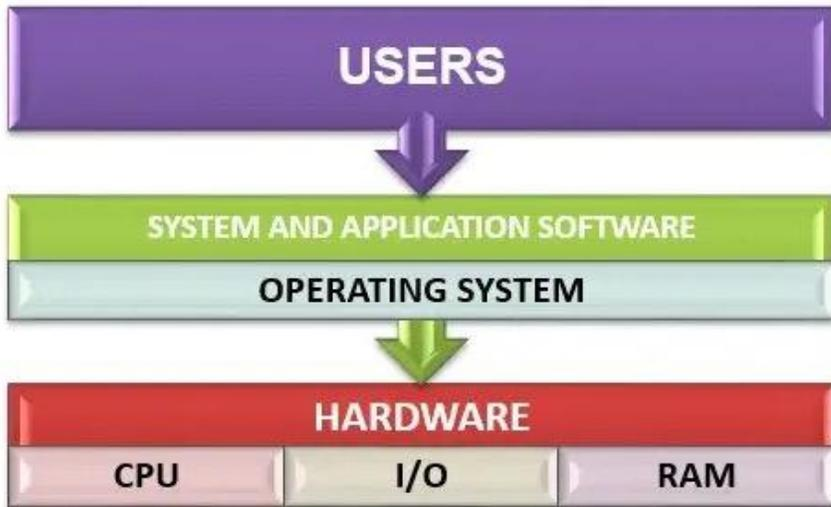 USERS
SYSTEM AND APPLICATION SOFTWARE
OPERATING SYSTEM
HARDWARE
CPU I/O RAM